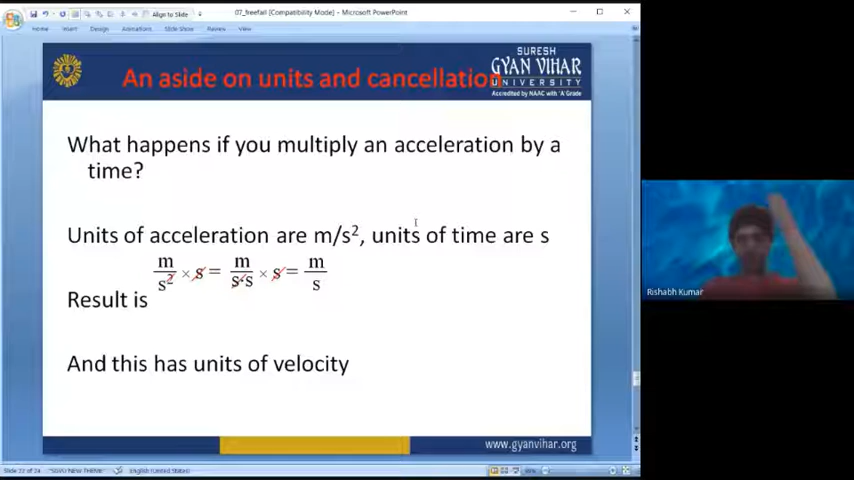 07_freefall [Compatibility Mode] - PowerPoint
Align to Slide
Home Insert Design Animations Slide Show Review View
SURESH
GYAN VIHAR
UNIVERSITY
Accredited by NAAC with 'A' Grade
An aside on units and cancellation
What happens if you multiply an acceleration by a
time?
Units of acceleration are m/s², units of time are s
m/s² × s = m/s·s × s = m/s
Result is
And this has units of velocity
www.gyanvihar.org
English (United States)
Rishabh Kumar